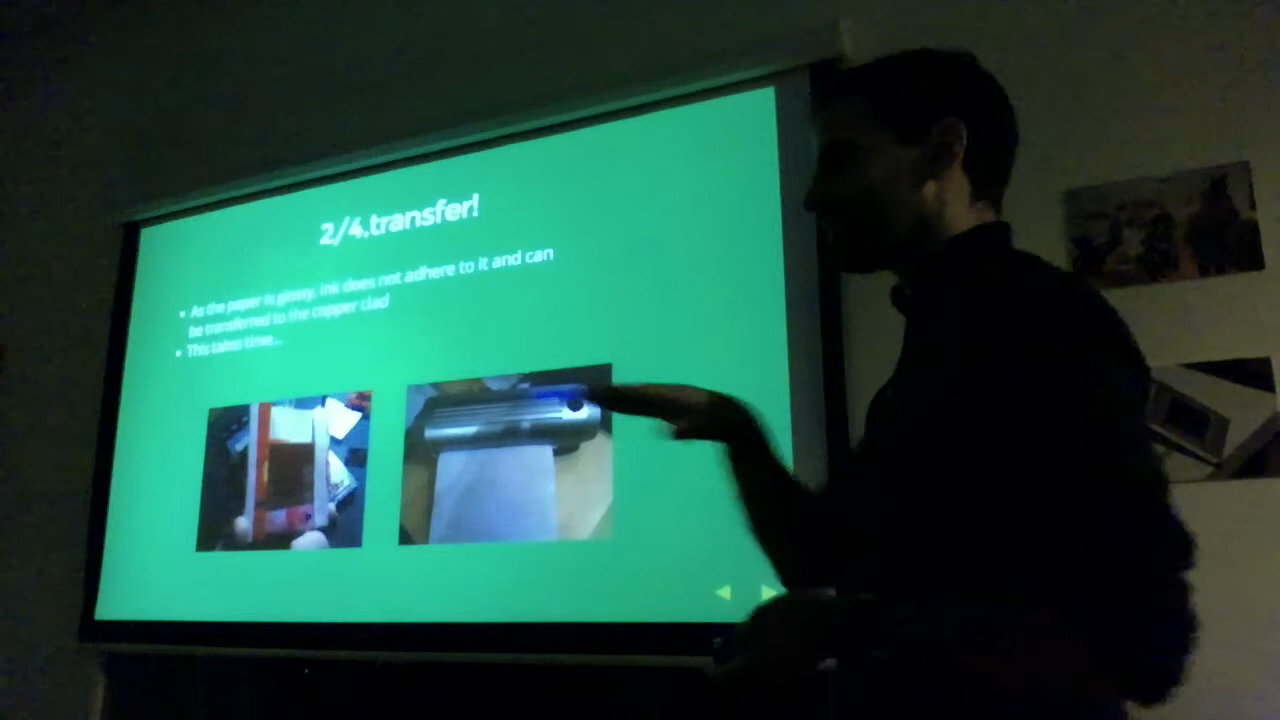 2/4.transfer!
• As the paper is glossy, ink does not adhere to it and can
be transferred to the copper clad
• This takes time...